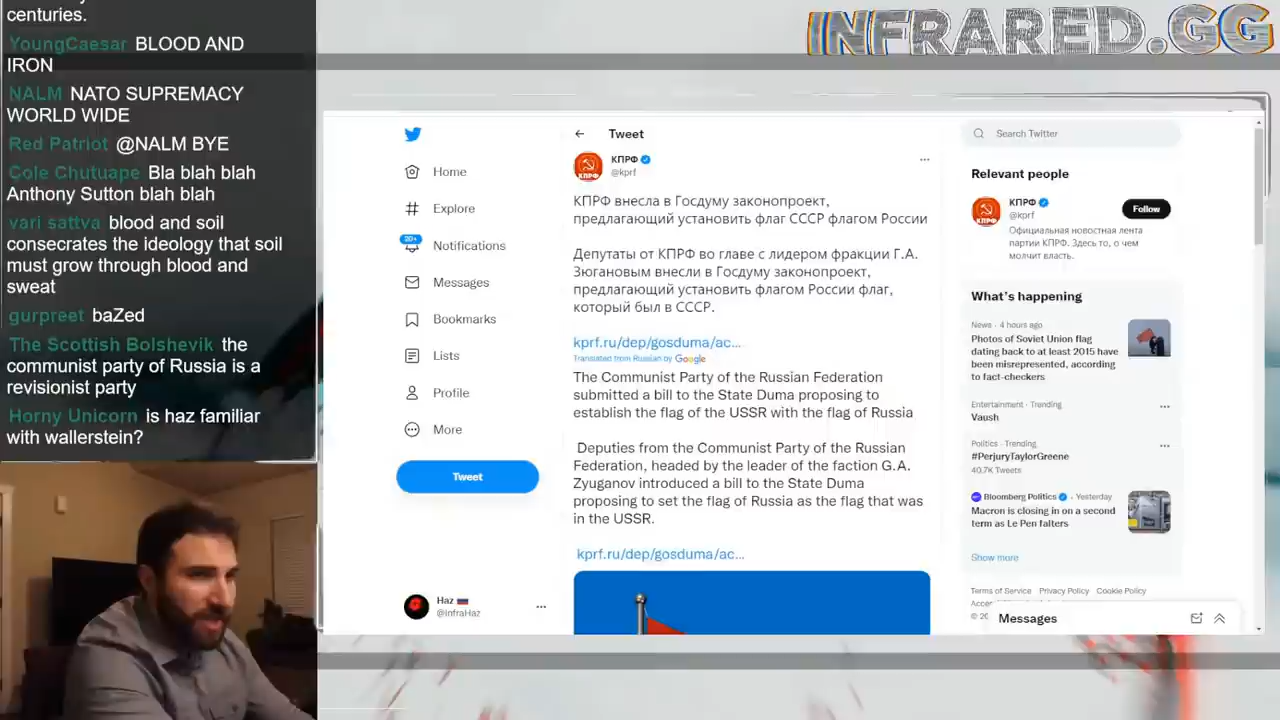 centuries.
YoungCaesar BLOOD AND
IRON
NALM NATO SUPREMACY
WORLD WIDE
Red Patriot @NALM BYE
Cole Chutuape Bla blah blah
Anthony Sutton blah blah
vari sattva blood and soil
consecrates the ideology that soil
must grow through blood and
sweat
gurpreet baZed
The Scottish Bolshevik the
communist party of Russia is a
revisionist party
Horny Unicorn is haz familiar
with wallerstein?
INFRARED.GG
Home
Explore
20+
Notifications
Messages
Bookmarks
Lists
Profile
More
Tweet
Haz
@InfraHaz
Tweet
КПРФ
@kprf
КПРФ внесла в Госдуму законопроект,
предлагающий установить флаг СССР флагом России
Депутаты от КПРФ во главе с лидером фракции Г.А.
Зюгановым внесли в Госдуму законопроект,
предлагающий установить флагом России флаг,
который был в СССР.
kprf.ru/dep/gosduma/ac...
Translated from Russian by Google
The Communist Party of the Russian Federation
submitted a bill to the State Duma proposing to
establish the flag of the USSR with the flag of Russia
Deputies from the Communist Party of the Russian
Federation, headed by the leader of the faction G.A.
Zyuganov introduced a bill to the State Duma
proposing to set the flag of Russia as the flag that was
in the USSR.
kprf.ru/dep/gosduma/ac...
Search Twitter
Relevant people
КПРФ
@kprf
Follow
Официальная новостная лента
партии КПРФ. Здесь то, о чем
молчит власть.
What's happening
News · 4 hours ago
Photos of Soviet Union flag
dating back to at least 2015 have
been misrepresented, according
to fact-checkers
Entertainment · Trending
Vaush
Politics · Trending
#PerjuryTaylorGreene
40.7K Tweets
Bloomberg Politics · Yesterday
Macron is closing in on a second
term as Le Pen falters
Show more
Terms of Service Privacy Policy Cookie Policy
Messages